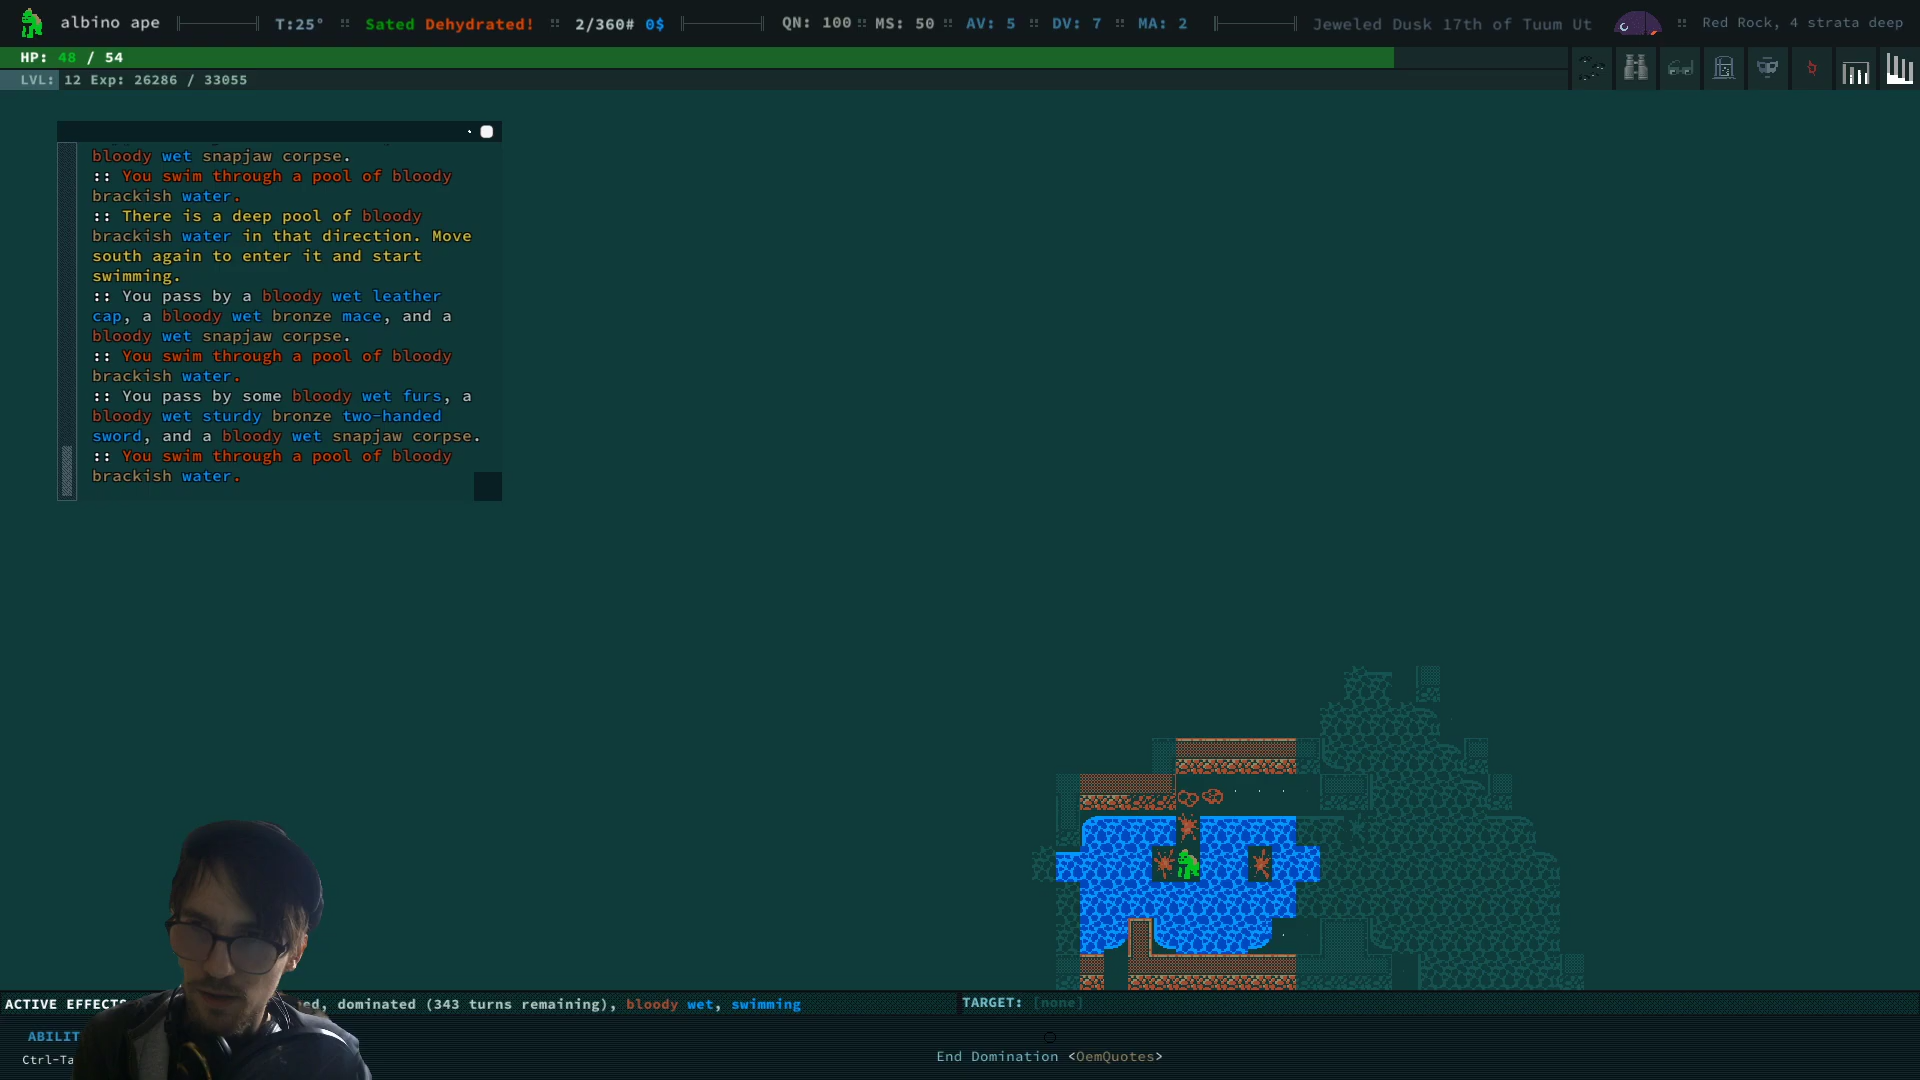 albino ape T:25° Sated Dehydrated! 2/360# 0$ QN: 100 MS: 50 AV: 5 DV: 7 MA: 2 Jeweled Dusk 17th of Tuum Ut Red Rock, 4 strata deep
HP: 48 / 54
LVL: 12 Exp: 26286 / 33055
bloody wet snapjaw corpse.
:: You swim through a pool of bloody
brackish water.
:: There is a deep pool of bloody
brackish water in that direction. Move
south again to enter it and start
swimming.
:: You pass by a bloody wet leather
cap, a bloody wet bronze mace, and a
bloody wet snapjaw corpse.
:: You swim through a pool of bloody
brackish water.
:: You pass by some bloody wet furs, a
bloody wet sturdy bronze two-handed
sword, and a bloody wet snapjaw corpse.
:: You swim through a pool of bloody
brackish water.
ACTIVE EFFECTS dominated (343 turns remaining), bloody wet, swimming TARGET: [none]
ABILIT
Ctrl-Ta End Domination <OemQuotes>